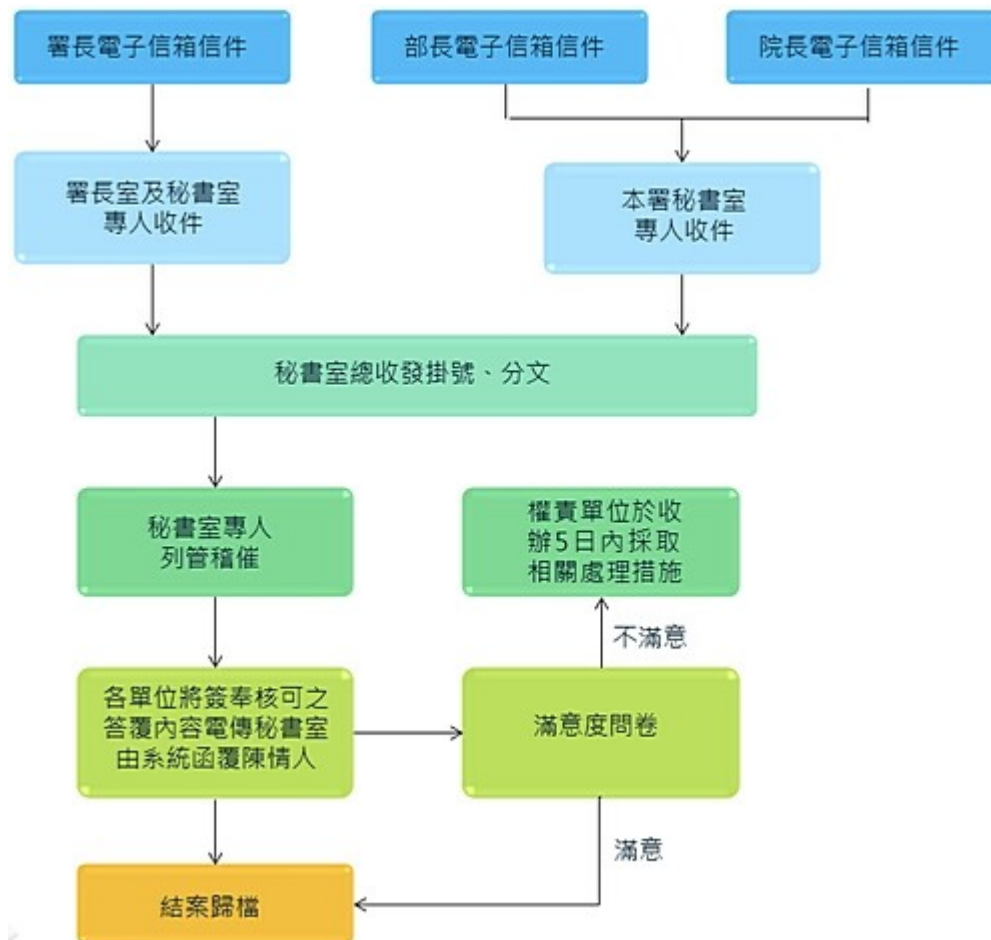 署長電子信箱信件
部長電子信箱信件
院長電子信箱信件
署長室及秘書室
專人收件
本署秘書室
專人收件
秘書室總收發掛號、分文
秘書室專人
列管稽催
權責單位於收
辦5日內採取
相關處理措施
不滿意
各單位將簽奉核可之
答覆內容電傳秘書室
由系統函覆陳情人
滿意度問卷
滿意
結案歸檔